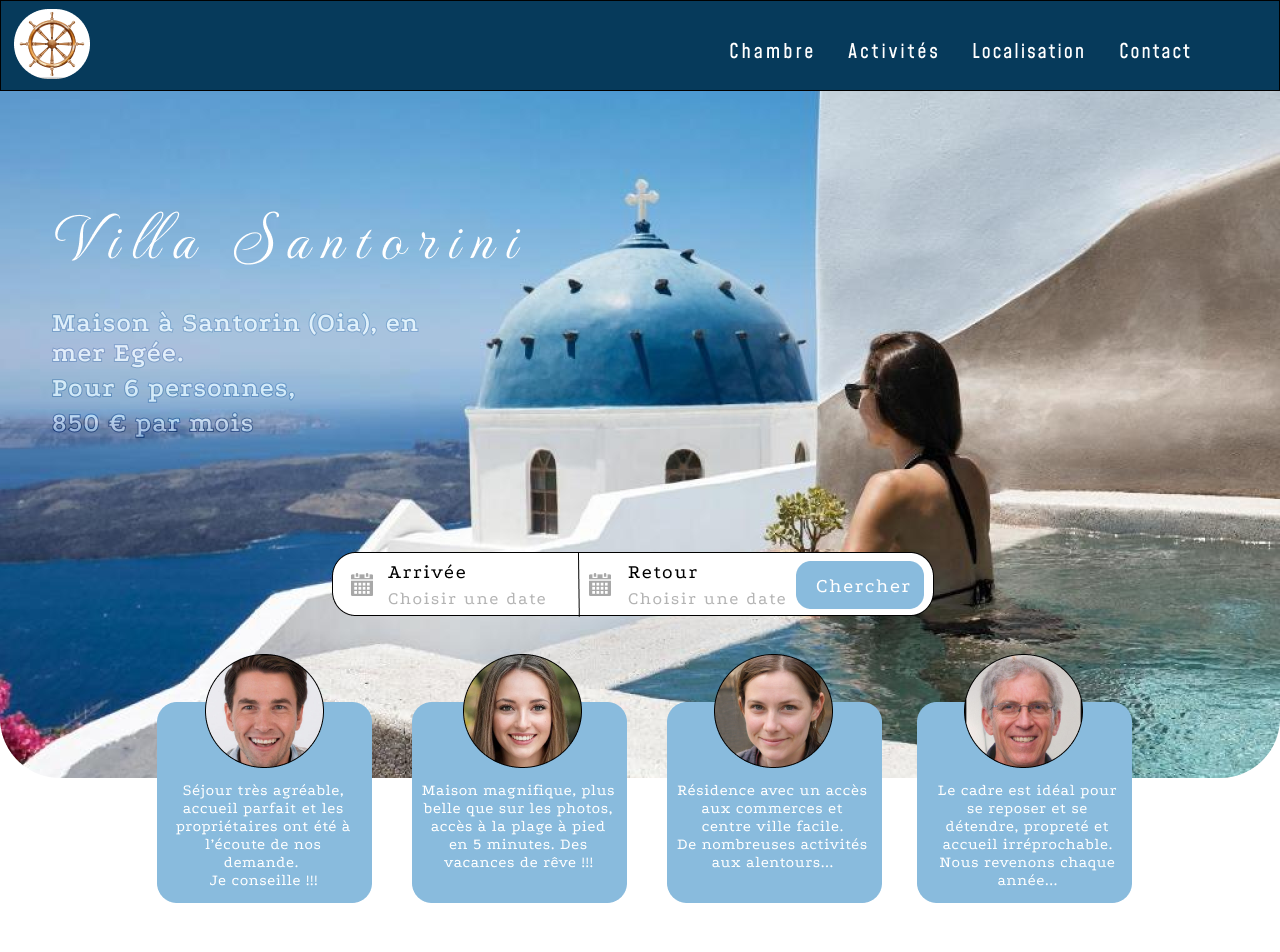 Chambre Activités Localisation Contact
Villa Santorini
Maison à Santorin (Oia), en
mer Egée.
Pour 6 personnes,
850 € par mois
Arrivée
Choisir une date
Retour
Choisir une date
Chercher
Séjour très agréable,
accueil parfait et les
propriétaires ont été à
l'écoute de nos
demande.
Je conseille !!!
Maison magnifique, plus
belle que sur les photos,
accès à la plage à pied
en 5 minutes. Des
vacances de rêve !!!
Résidence avec un accès
aux commerces et
centre ville facile.
De nombreuses activités
aux alentours...
Le cadre est idéal pour
se reposer et se
détendre, propreté et
accueil irréprochable.
Nous revenons chaque
année...